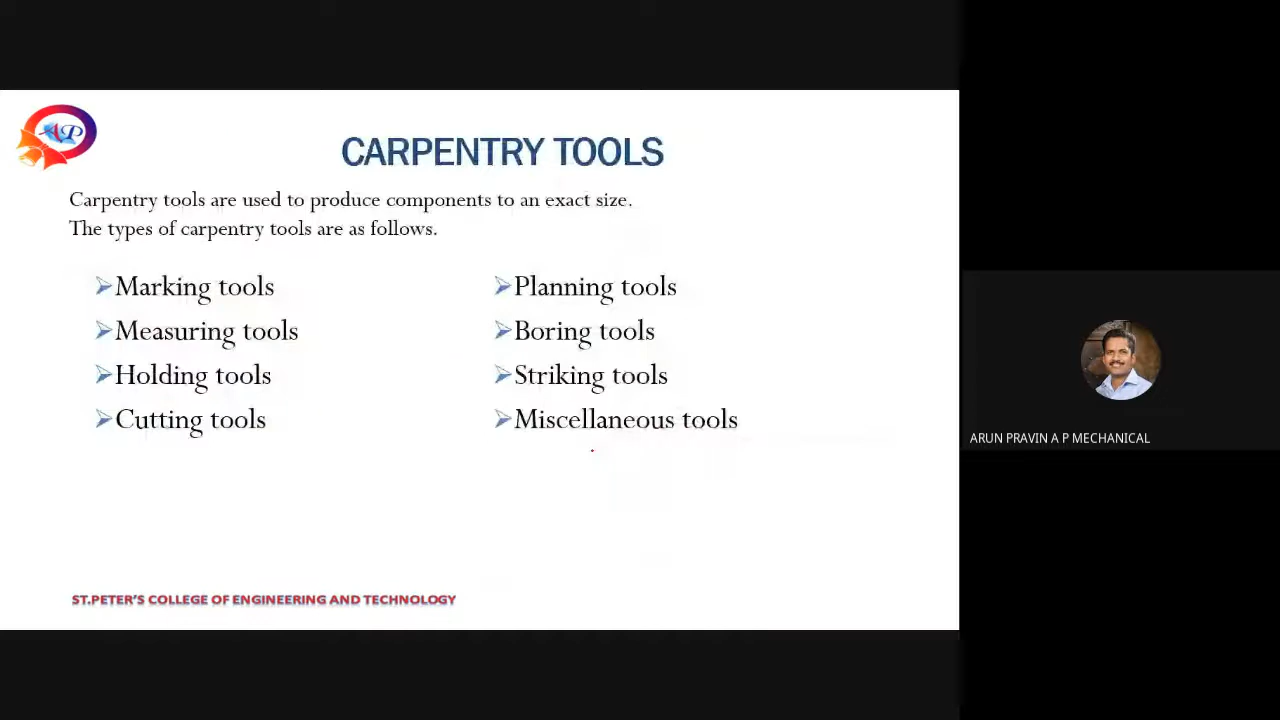 AP
CARPENTRY TOOLS
Carpentry tools are used to produce components to an exact size.
The types of carpentry tools are as follows.
Marking tools
Measuring tools
Holding tools
Cutting tools
Planning tools
Boring tools
Striking tools
Miscellaneous tools
ST.PETER'S COLLEGE OF ENGINEERING AND TECHNOLOGY
ARUN PRAVIN A P MECHANICAL